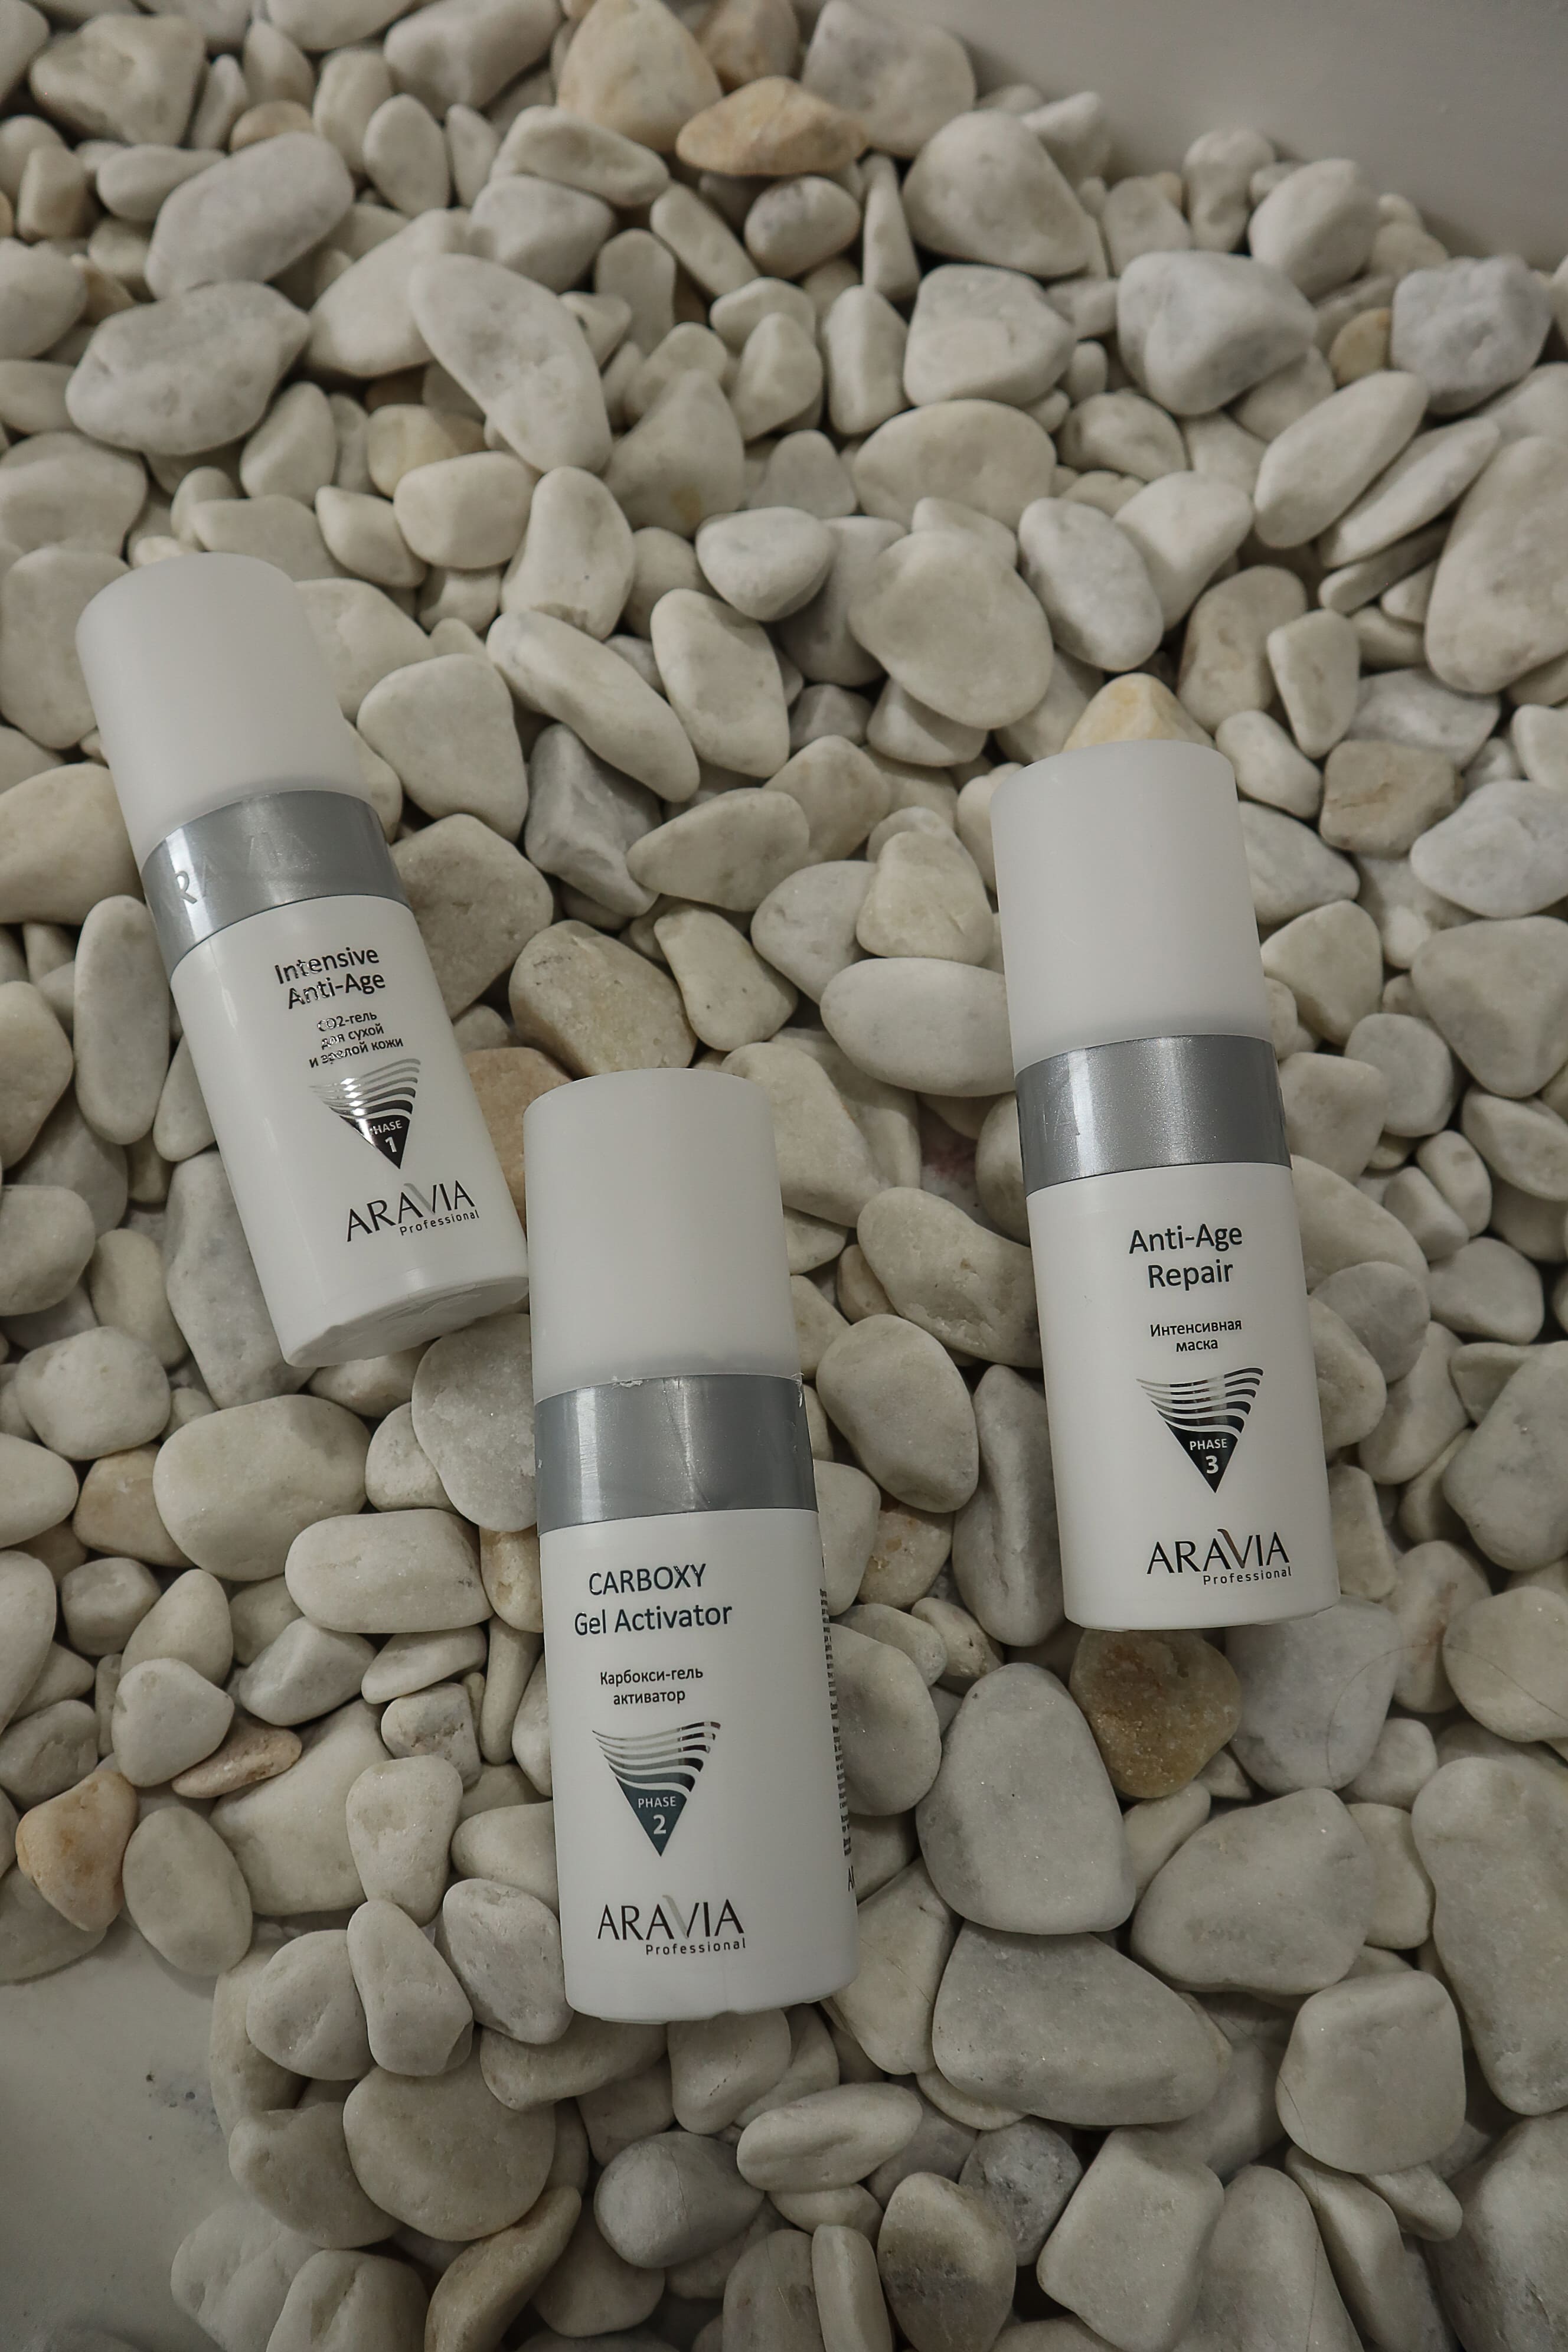 Intensive
Anti-Age
CO2-гель
для сухой
и зрелой кожи
PHASE
1
ARAVIA
Professional
CARBOXY
Gel Activator
Карбокси-гель
активатор
PHASE
2
ARAVIA
Professional
Anti-Age
Repair
Интенсивная
маска
PHASE
3
ARAVIA
Professional